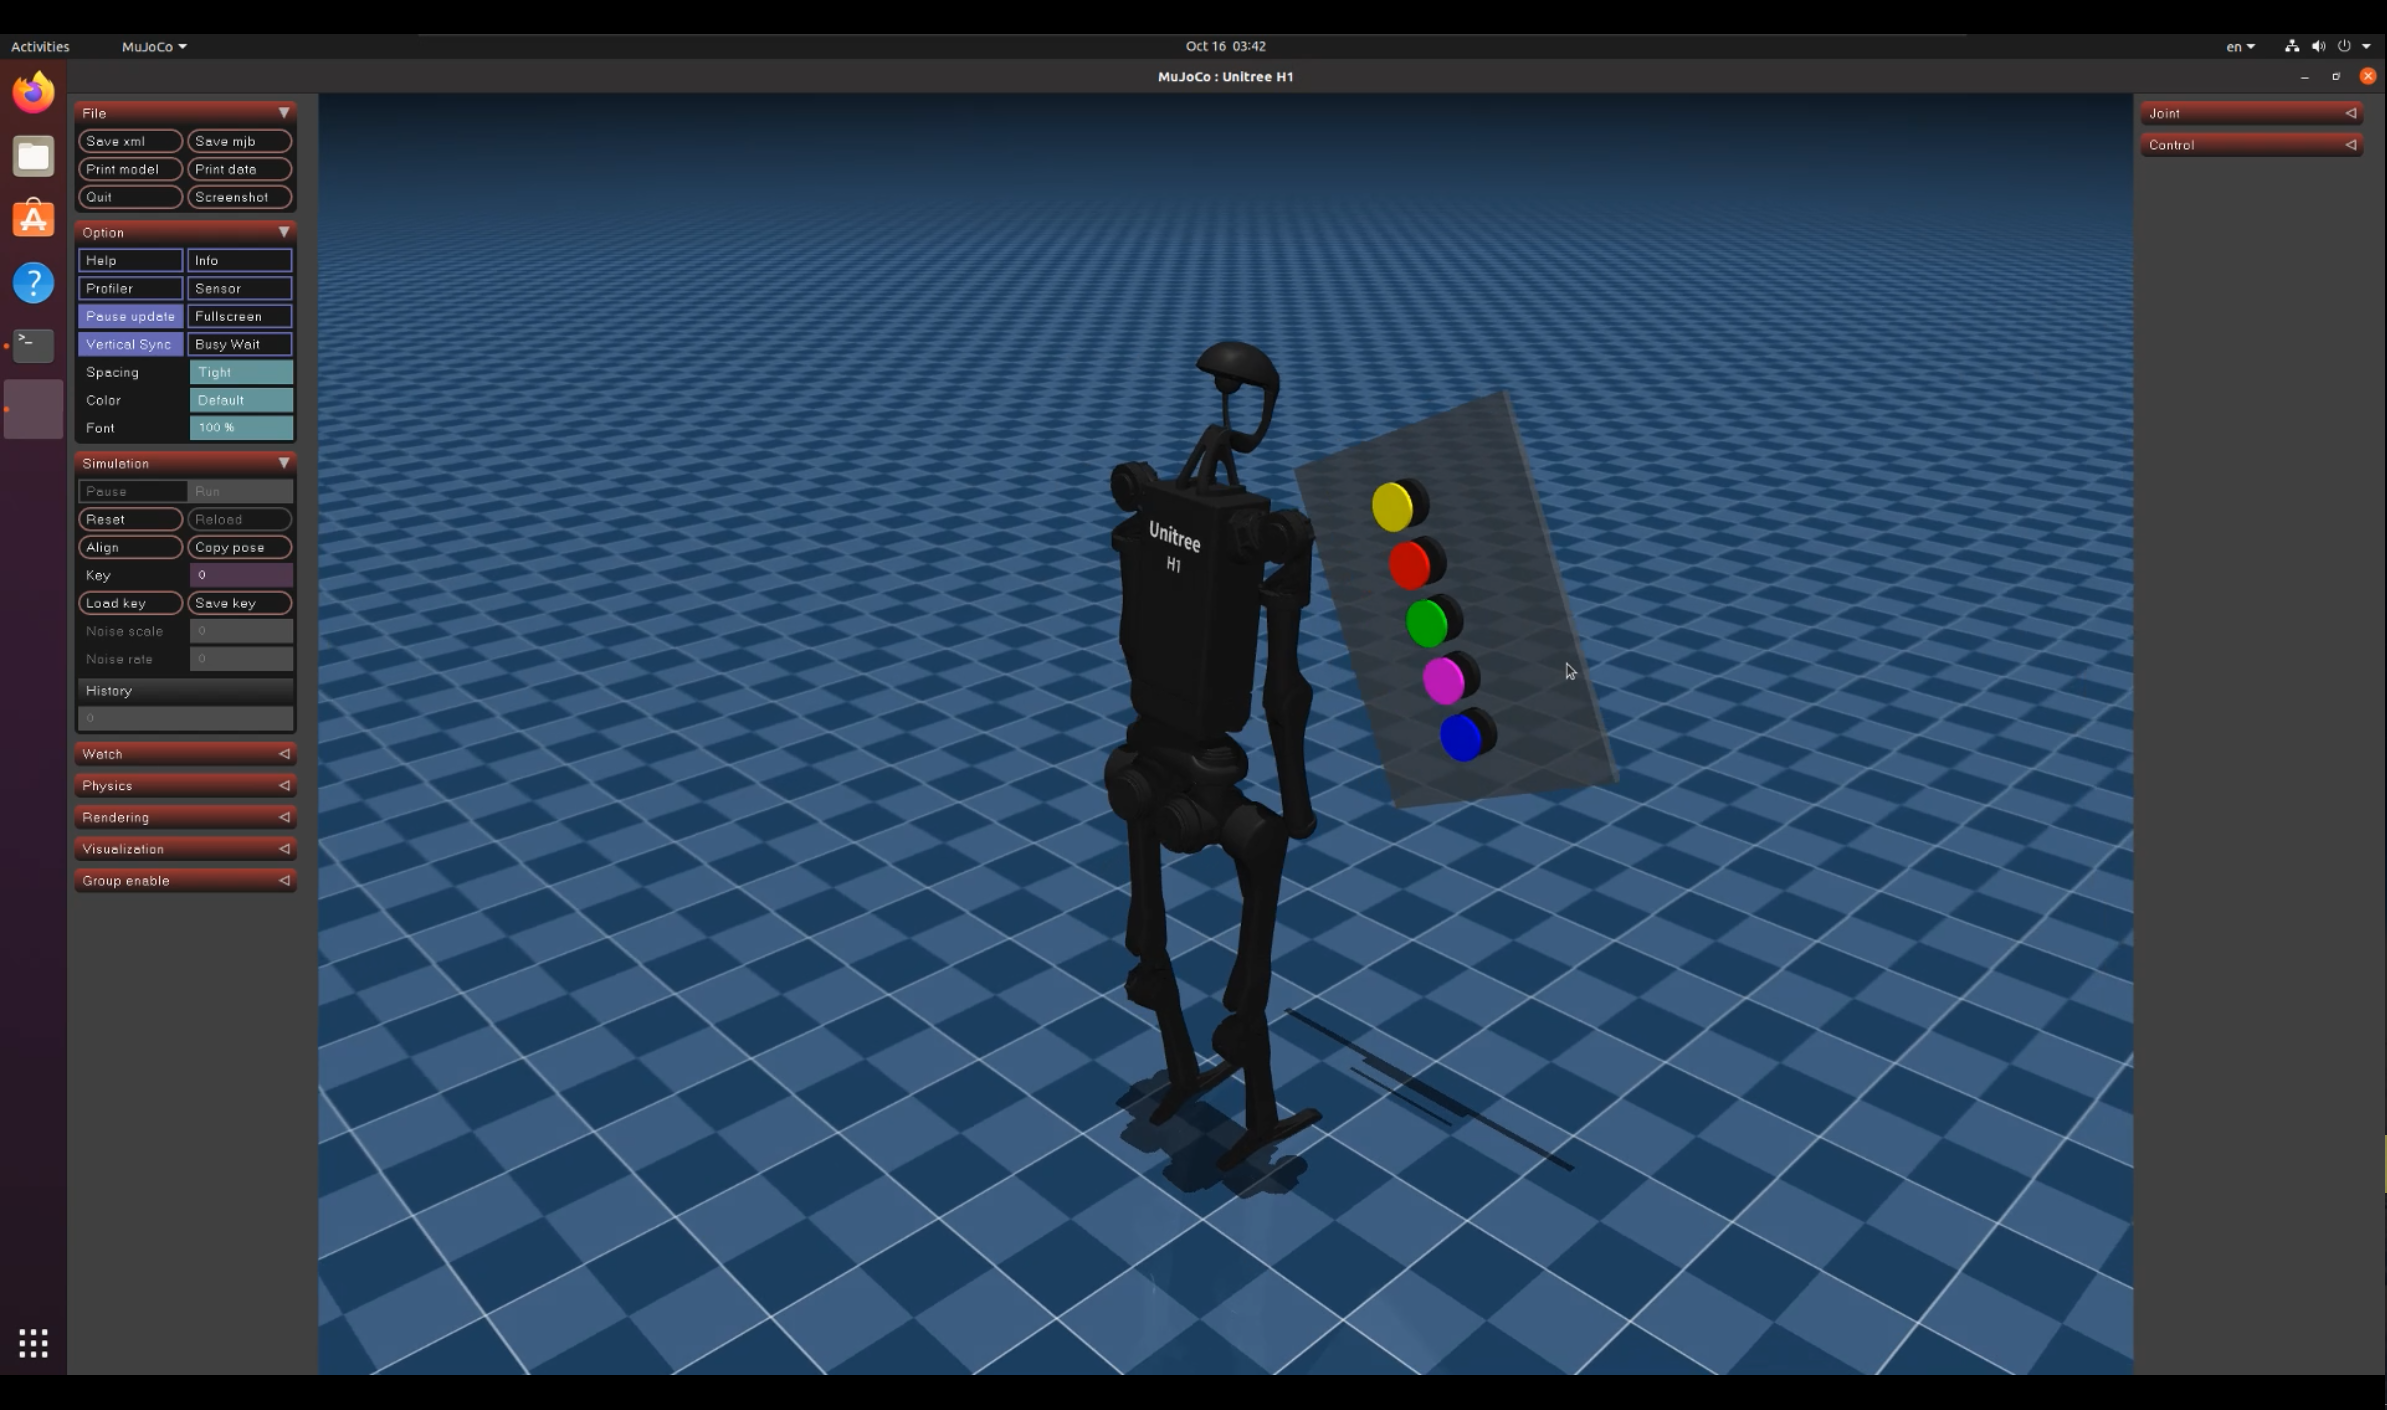 Activities MuJoCo Oct 16 03:42 en
MuJoCo : Unitree H1
File
Save xml Save mjb
Print model Print data
Quit Screenshot
Option
Help Info
Profiler Sensor
Pause update Fullscreen
Vertical Sync Busy Wait
Spacing Tight
Color Default
Font 100 %
Simulation
Pause Run
Reset Reload
Align Copy pose
Key 0
Load key Save key
Noise scale 0
Noise rate 0
History
0
Watch
Physics
Rendering
Visualization
Group enable
Unitree
H1
Joint
Control